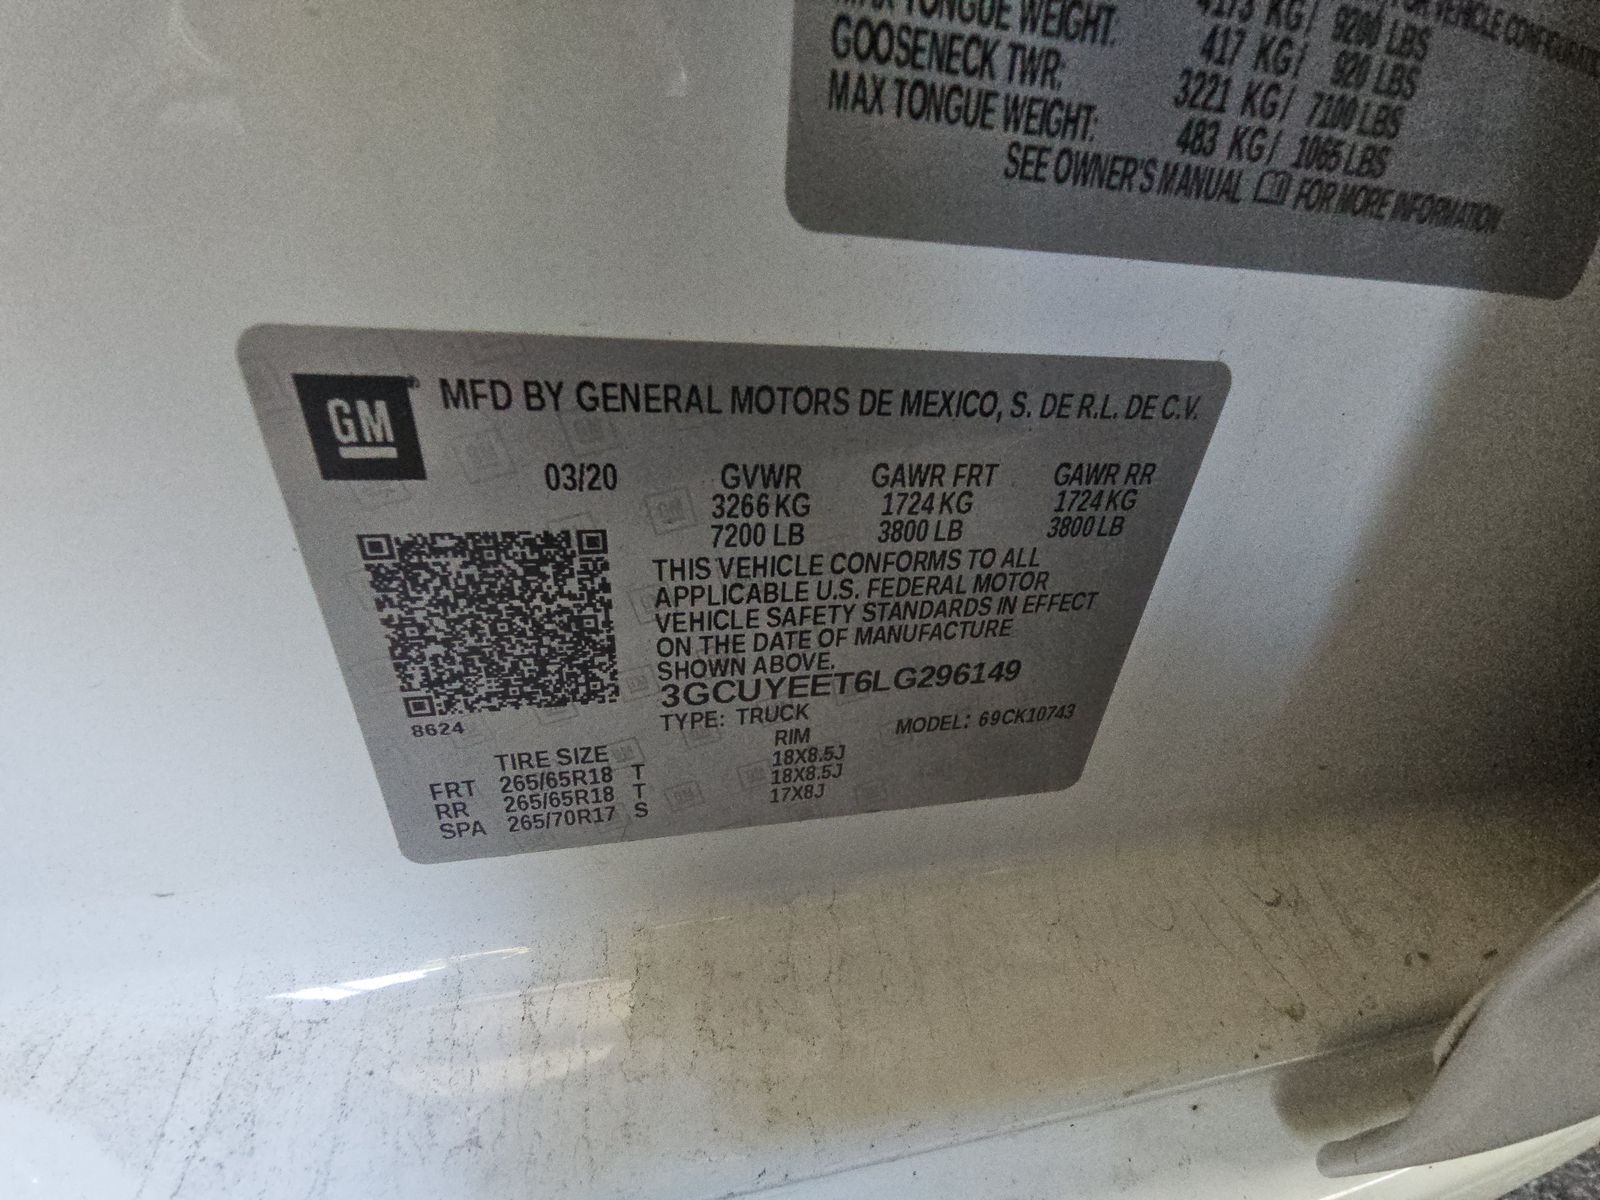 MAX TONGUE WEIGHT: 417 KG/ 920 LBS
GOOSENECK TWR: 3221 KG/ 7100 LBS
MAX TONGUE WEIGHT: 483 KG/ 1065 LBS
SEE OWNER'S MANUAL FOR MORE INFORMATION
GM
MFD BY GENERAL MOTORS DE MEXICO, S. DE R.L. DE C.V.
03/20 GVWR GAWR FRT GAWR RR
3266 KG 1724 KG 1724 KG
7200 LB 3800 LB 3800 LB
THIS VEHICLE CONFORMS TO ALL
APPLICABLE U.S. FEDERAL MOTOR
VEHICLE SAFETY STANDARDS IN EFFECT
ON THE DATE OF MANUFACTURE
SHOWN ABOVE.
3GCUYEET6LG296149
8624
TYPE: TRUCK MODEL: 69CK10743
TIRE SIZE RIM
FRT 265/65R18 T 18X8.5J
RR 265/65R18 T 18X8.5J
SPA 265/70R17 S 17X8J